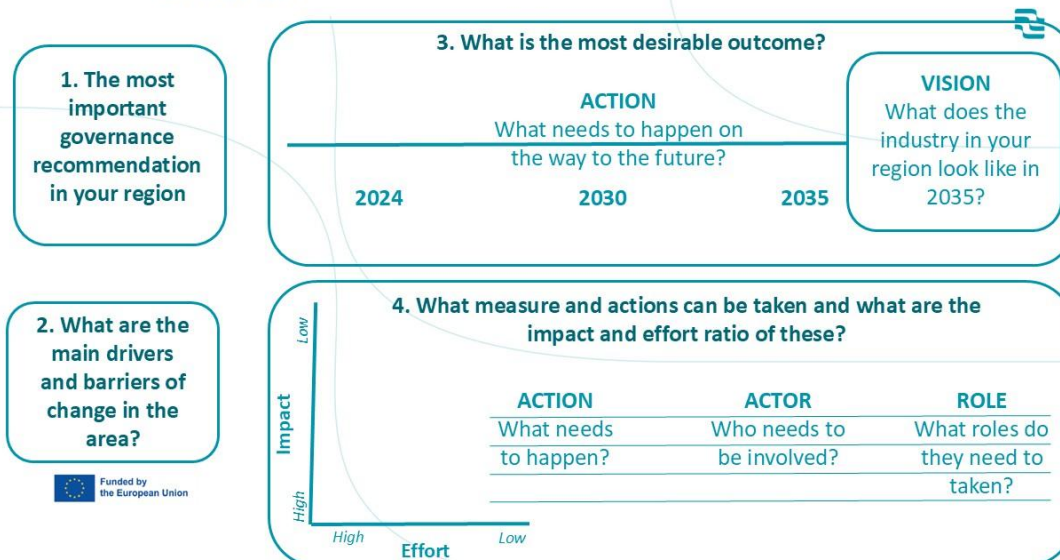 1. The most
important
governance
recommendation
in your region
2. What are the
main drivers
and barriers of
change in the
area?
Funded by
the European Union
3. What is the most desirable outcome?
ACTION
What needs to happen on
the way to the future?
2024
2030
2035
VISION
What does the
industry in your
region look like in
2035?
4. What measure and actions can be taken and what are the
impact and effort ratio of these?
Low
Impact
High
High
Low
Effort
ACTION
ACTOR
ROLE
What needs
Who needs to
What roles do
to happen?
be involved?
they need to
taken?